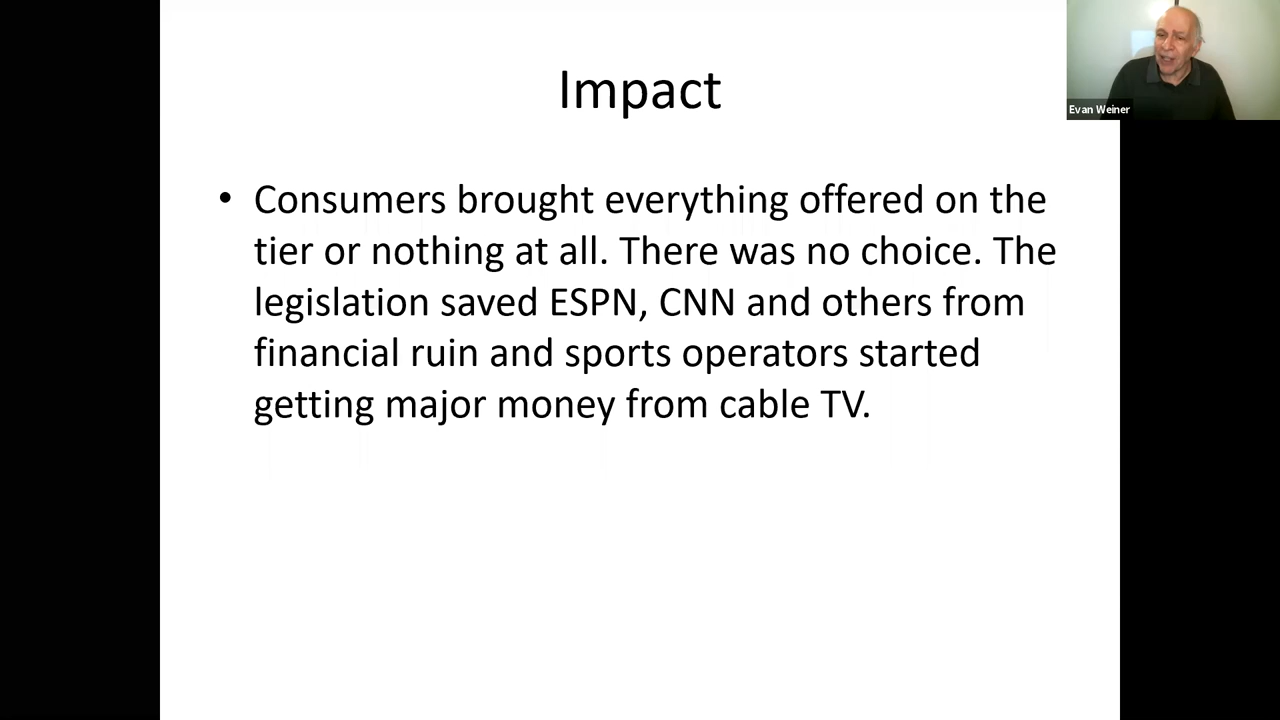 Impact
Evan Weiner
• Consumers brought everything offered on the
tier or nothing at all. There was no choice. The
legislation saved ESPN, CNN and others from
financial ruin and sports operators started
getting major money from cable TV.